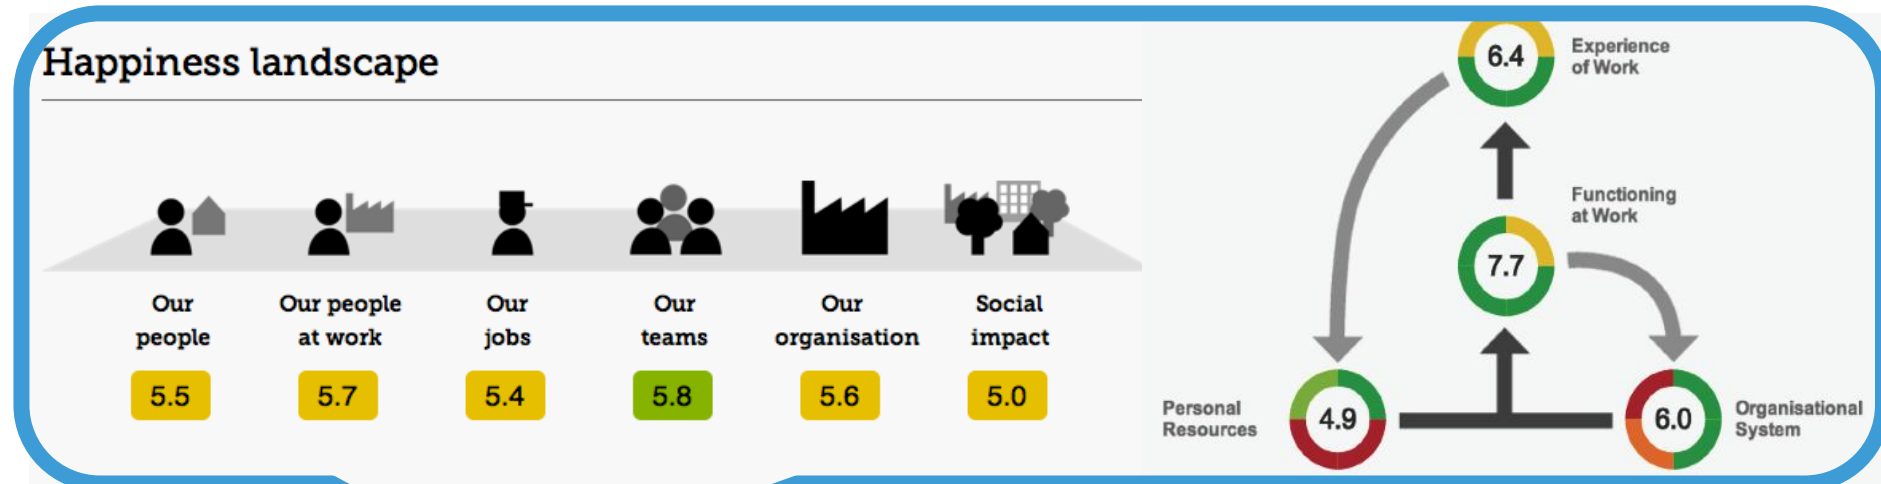 Happiness landscape
Our people
Our people at work
Our jobs
Our teams
Our organisation
Social impact
5.5
5.7
5.4
5.8
5.6
5.0
6.4
Experience
of Work
Functioning
at Work
7.7
Personal
Resources
4.9
6.0
Organisational
System